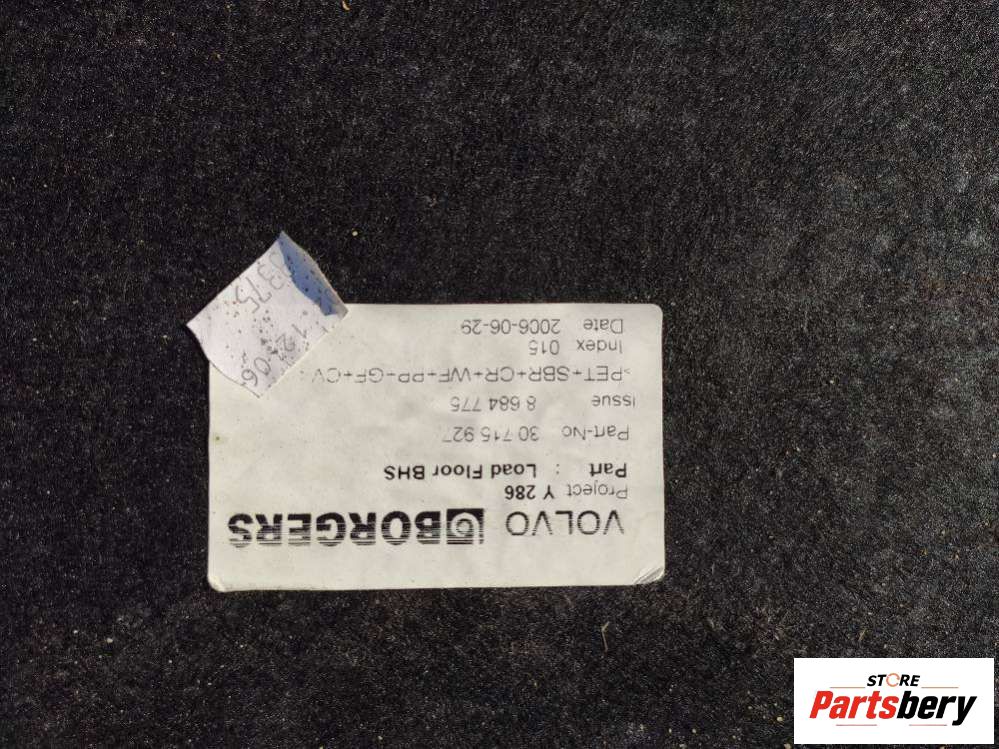 VOLVO BORGERS
Project Y 286
Part : Load Floor BHS
Part-No 30 715 927
Issue 8 684 775
>PET+SBR+CR+WF+PP-GF+CV
Index 015
Date 2006-06-29
STORE
Partsbery